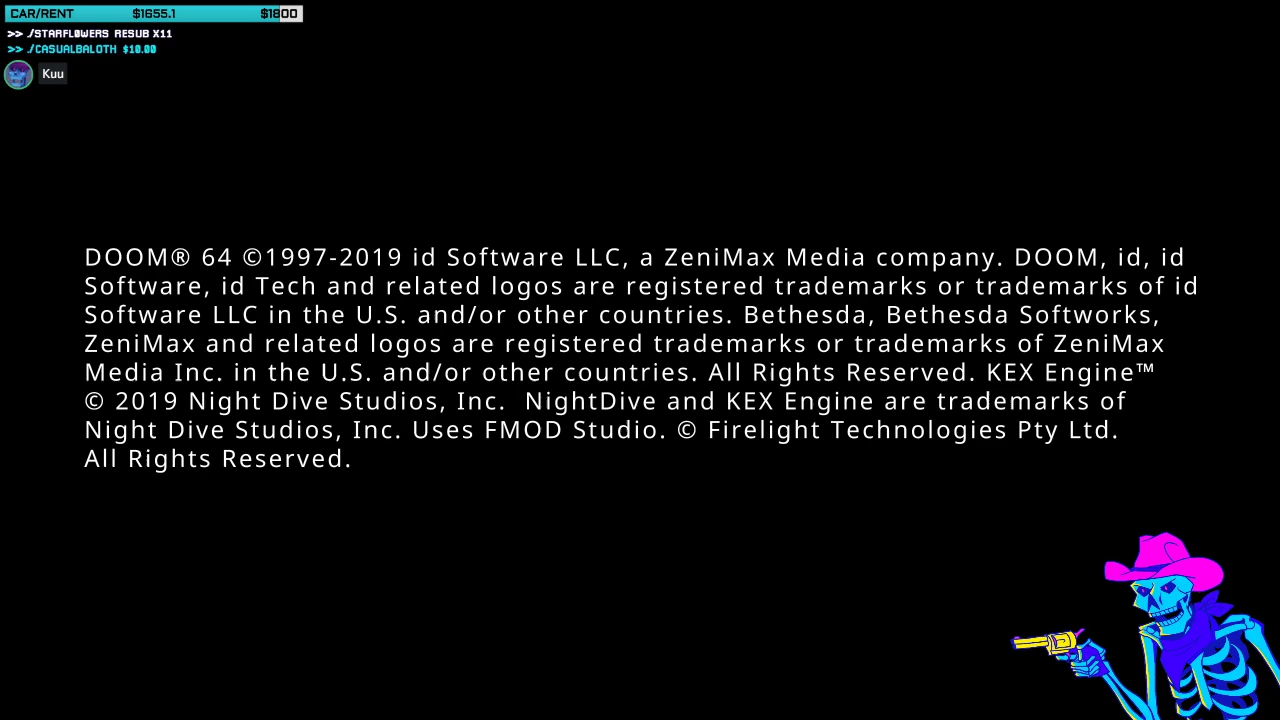 CAR/RENT $1655.1 $1800
>> ./STARFLOWERS RESUB X11
>> ./CASUALBALOTH $10.00
Kuu
DOOM® 64 ©1997-2019 id Software LLC, a ZeniMax Media company. DOOM, id, id
Software, id Tech and related logos are registered trademarks or trademarks of id
Software LLC in the U.S. and/or other countries. Bethesda, Bethesda Softworks,
ZeniMax and related logos are registered trademarks or trademarks of ZeniMax
Media Inc. in the U.S. and/or other countries. All Rights Reserved. KEX Engine™
© 2019 Night Dive Studios, Inc.  NightDive and KEX Engine are trademarks of
Night Dive Studios, Inc. Uses FMOD Studio. © Firelight Technologies Pty Ltd.
All Rights Reserved.